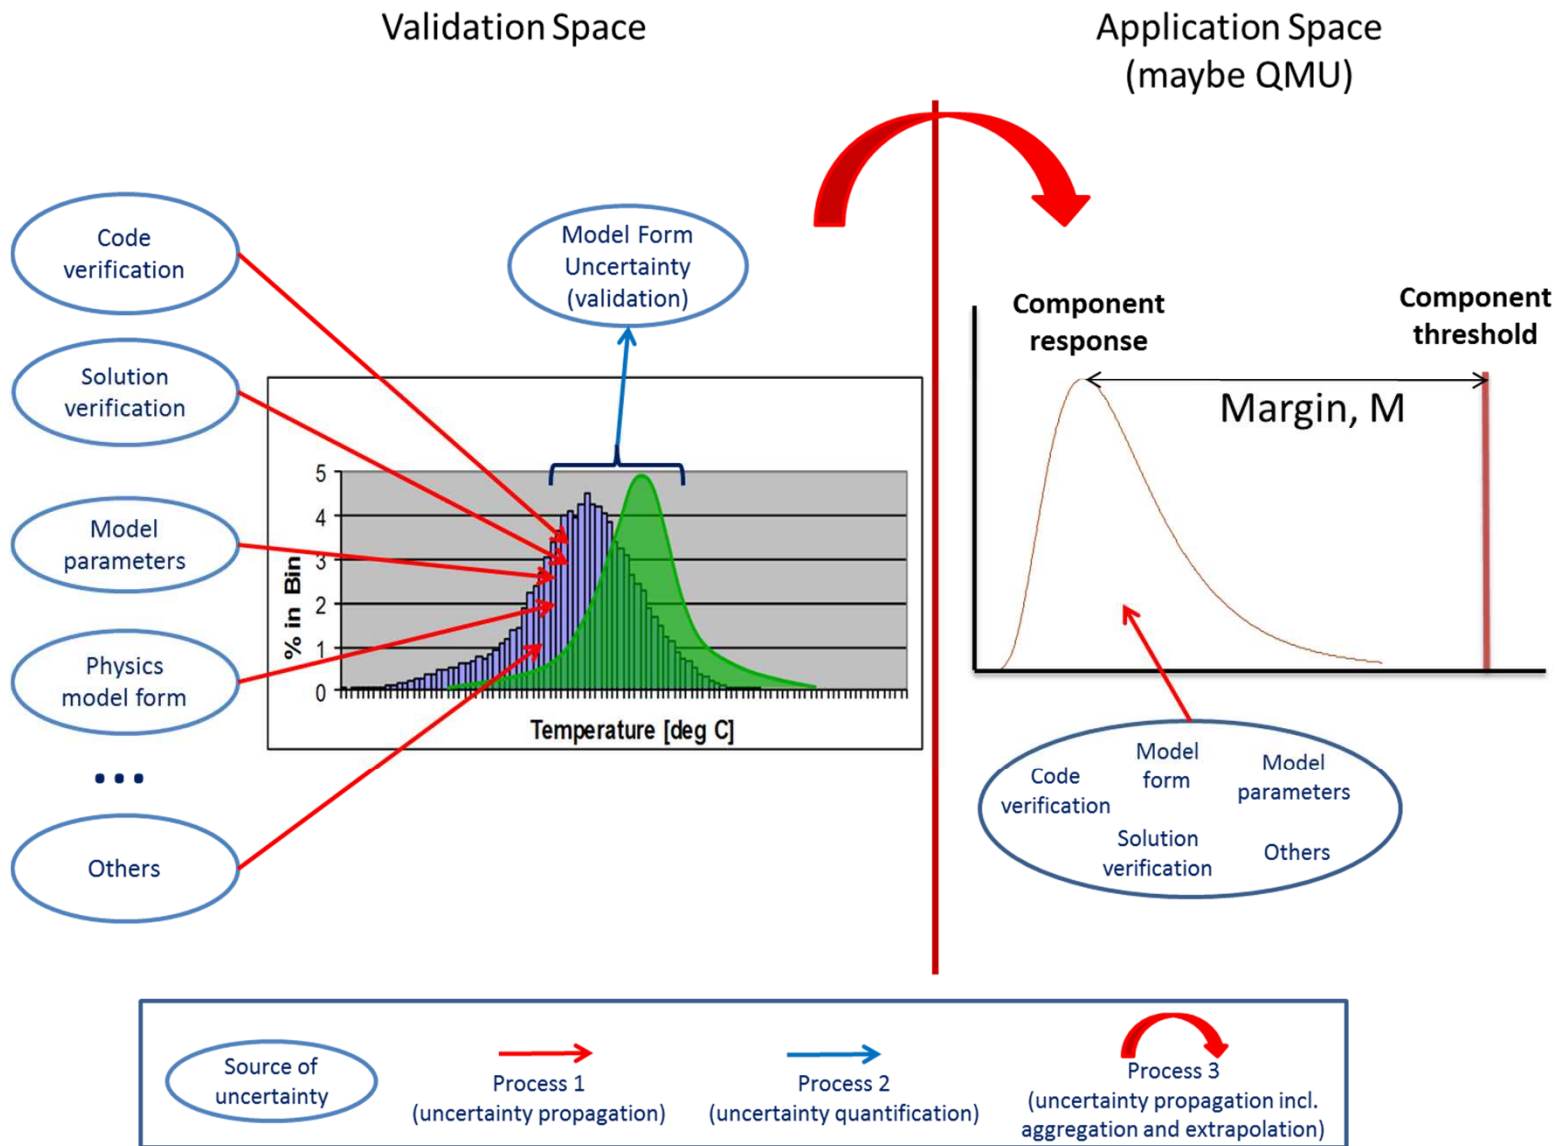 Validation Space
Application Space
(maybe QMU)
Code
verification
Solution
verification
Model
parameters
Physics
model form
...
Others
Model Form
Uncertainty
(validation)
5
4
3
2
1
0
% in Bin
Temperature [deg C]
Component
response
Component
threshold
Margin, M
Code
verification
Model
form
Model
parameters
Solution
verification
Others
Source of
uncertainty
Process 1
(uncertainty propagation)
Process 2
(uncertainty quantification)
Process 3
(uncertainty propagation incl.
aggregation and extrapolation)